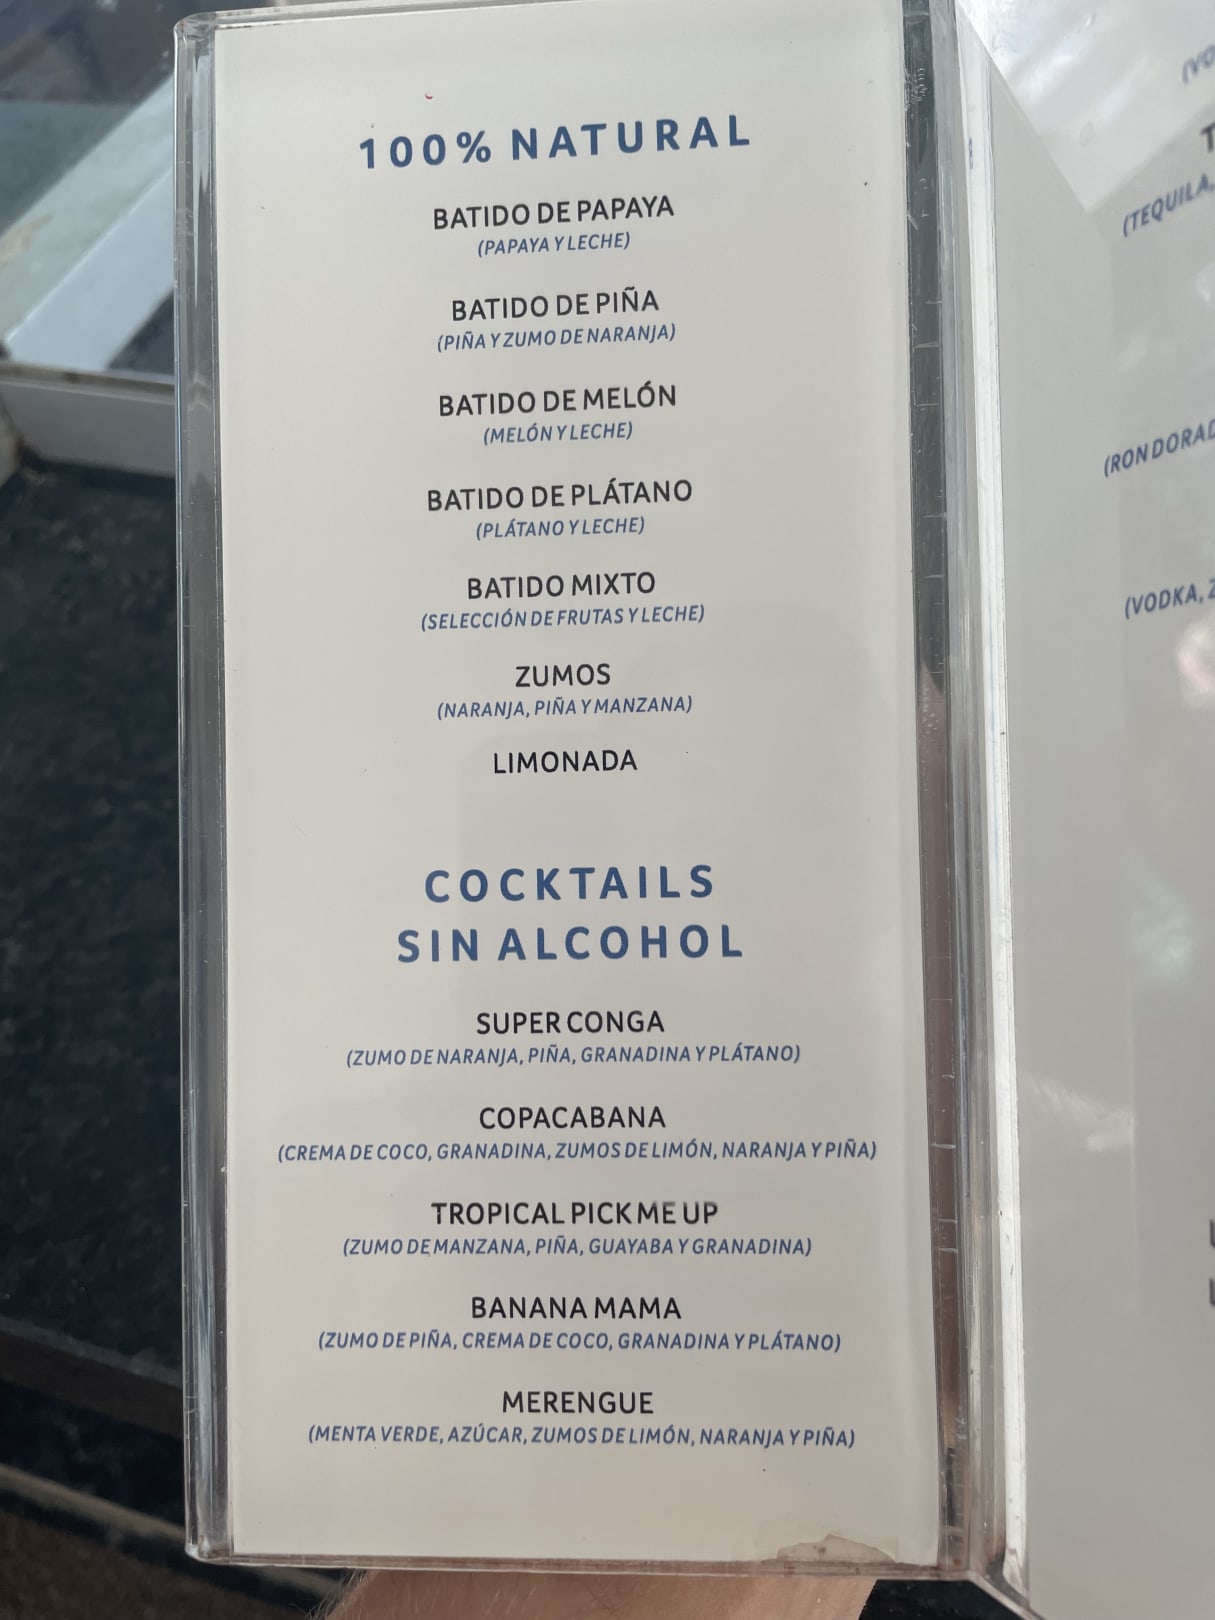 100% NATURAL
BATIDO DE PAPAYA
(PAPAYA Y LECHE)
BATIDO DE PIÑA
(PIÑA Y ZUMO DE NARANJA)
BATIDO DE MELÓN
(MELÓN Y LECHE)
BATIDO DE PLÁTANO
(PLÁTANO Y LECHE)
BATIDO MIXTO
(SELECCIÓN DE FRUTAS Y LECHE)
ZUMOS
(NARANJA, PIÑA Y MANZANA)
LIMONADA
COCKTAILS
SIN ALCOHOL
SUPER CONGA
(ZUMO DE NARANJA, PIÑA, GRANADINA Y PLÁTANO)
COPACABANA
(CREMA DE COCO, GRANADINA, ZUMOS DE LIMÓN, NARANJA Y PIÑA)
TROPICAL PICK ME UP
(ZUMO DE MANZANA, PIÑA, GUAYABA Y GRANADINA)
BANANA MAMA
(ZUMO DE PIÑA, CREMA DE COCO, GRANADINA Y PLÁTANO)
MERENGUE
(MENTA VERDE, AZÚCAR, ZUMOS DE LIMÓN, NARANJA Y PIÑA)
(TEQUILA,
(RON
(VODKA,